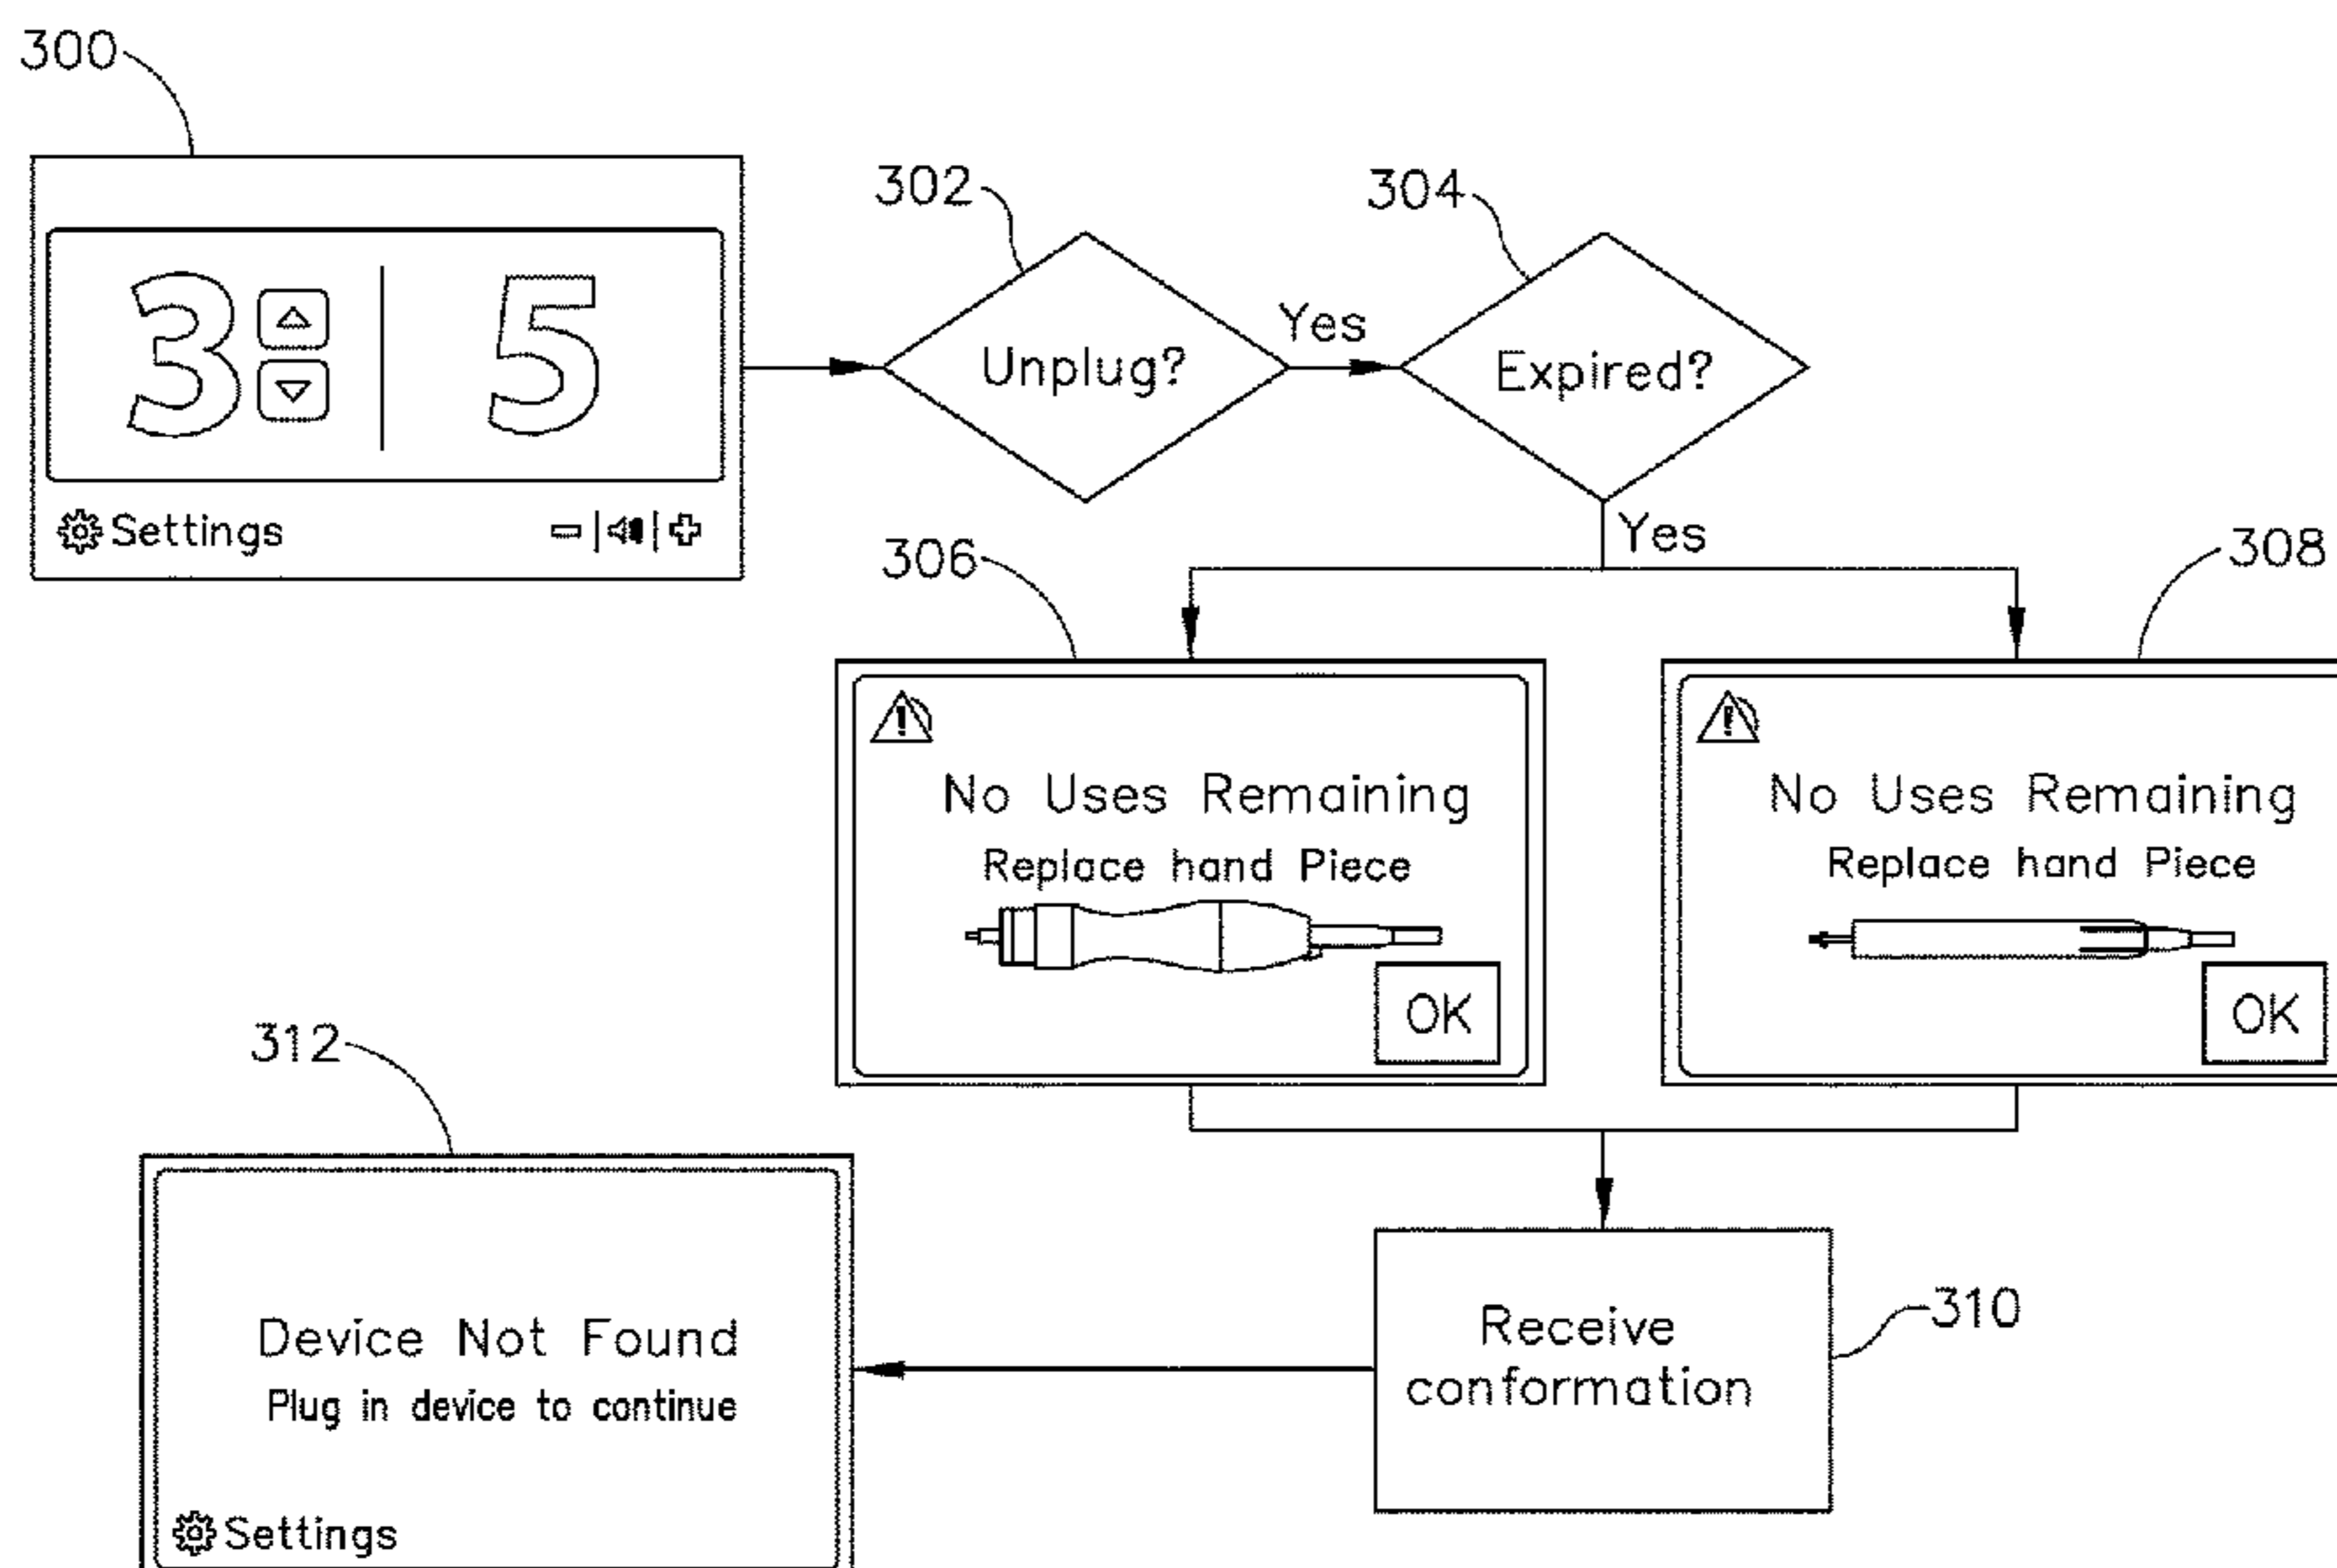 300
302
304
3
5
Unplug?
Yes
Expired?
Settings
Yes
306
308
No Uses Remaining
Replace hand Piece
OK
No Uses Remaining
Replace hand Piece
OK
312
Device Not Found
Plug in device to continue
Settings
Receive
conformation
310